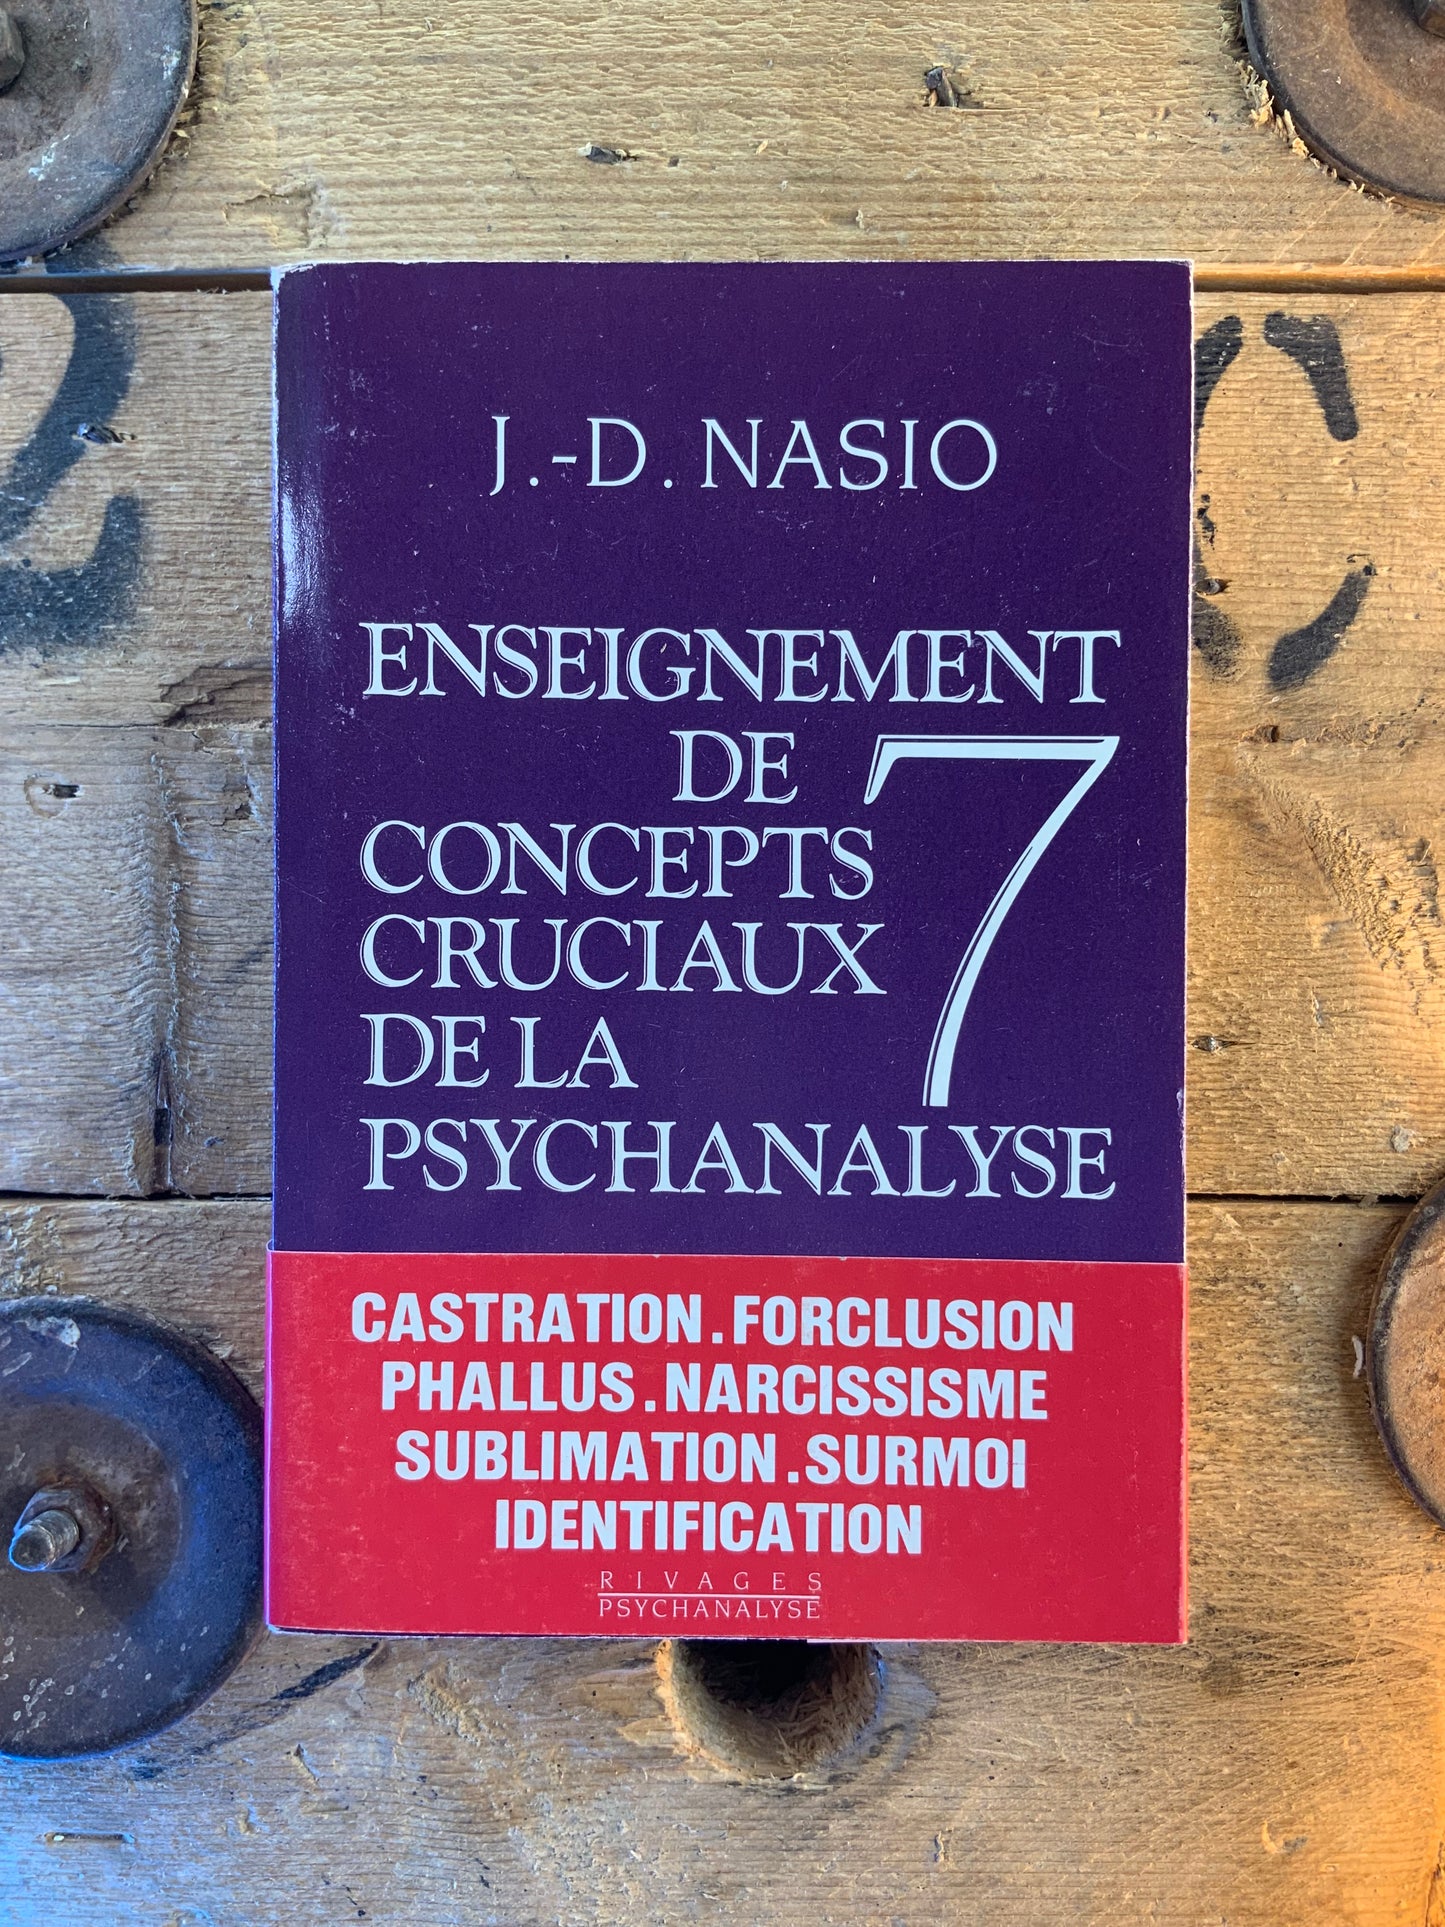 J.-D. NASIO
ENSEIGNEMENT
DE 7
CONCEPTS
CRUCIAUX
DE LA
PSYCHANALYSE
CASTRATION.FORCLUSION
PHALLUS.NARCISSISME
SUBLIMATION.SURMOI
IDENTIFICATION
RIVAGES
PSYCHANALYSE